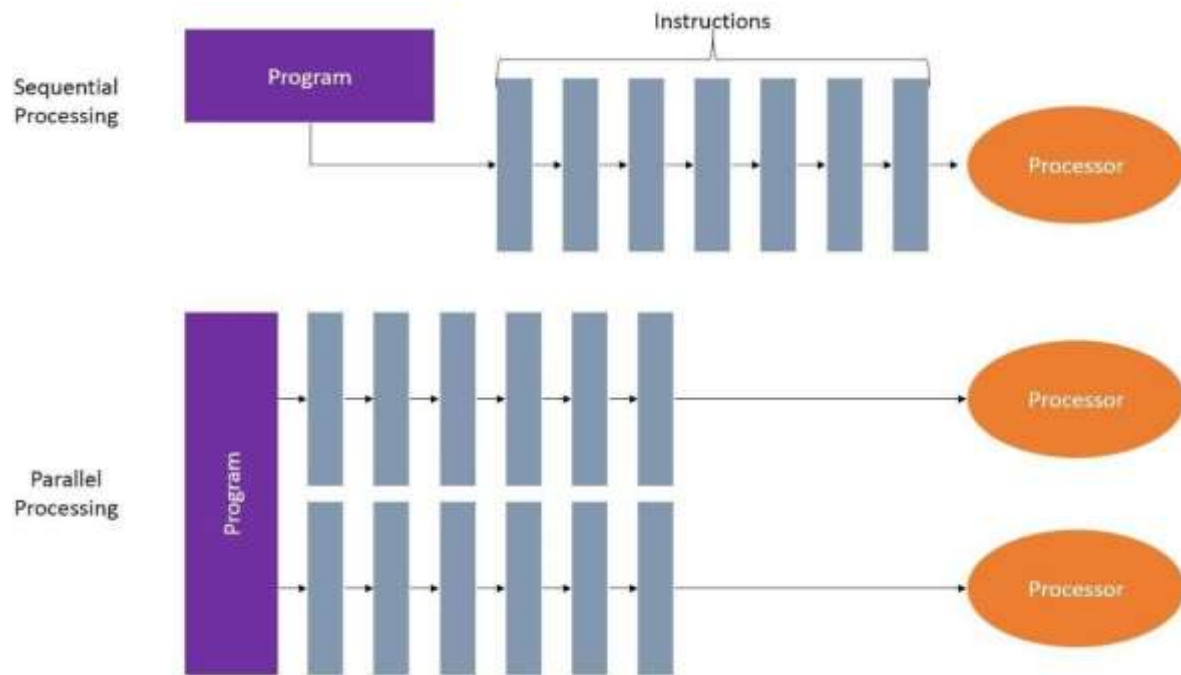 Instructions
Program
Sequential
Processing
Processor
Processor
Parallel
Processing
Program
Processor